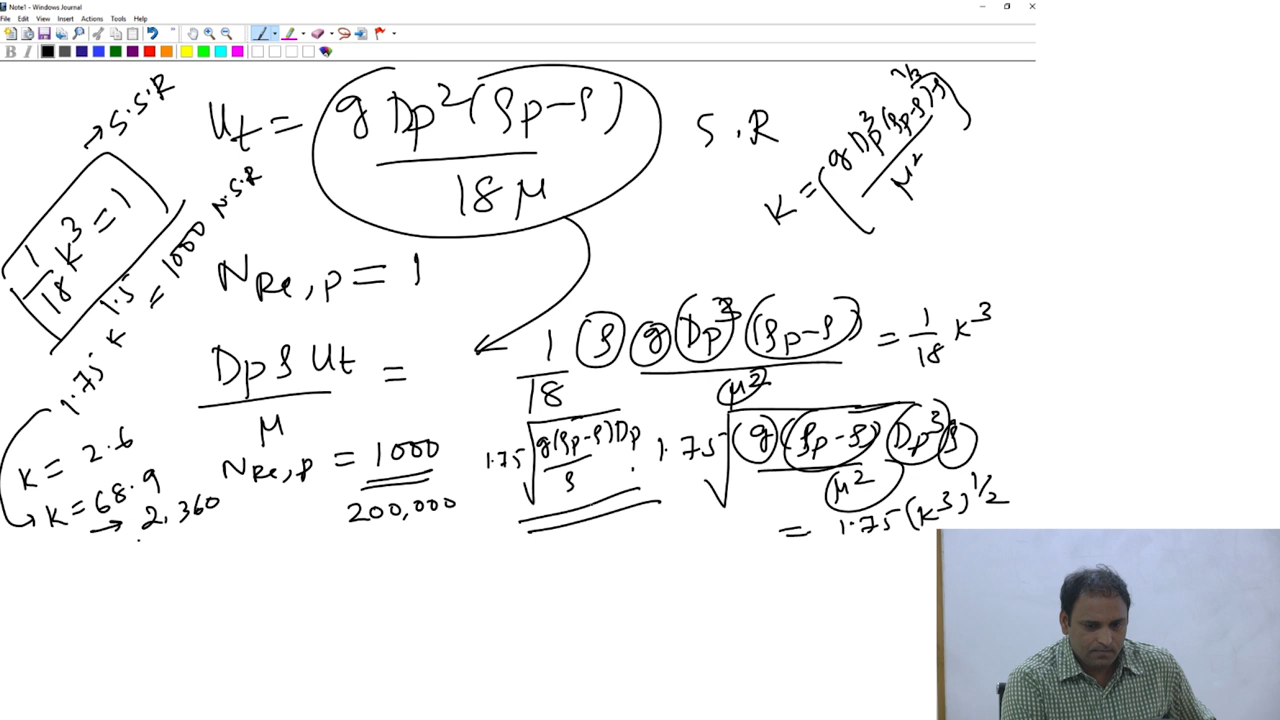 Note1 - Windows Journal
File Edit View Insert Actions Tools Help
B I
→ S.S.R
1/18 K³ = 1
1.75 K^1.5 = 1000 N.S.R
Ut = g Dp² (ρp-ρ) / 18 μ
S.R
K = [g Dp³ (ρp-ρ) ρ / μ²]^1/3
NRe,p = 1
Dp ρ Ut / μ =
1/18 ρ g Dp³ (ρp-ρ) / μ² = 1/18 K³
NRe,p = 1000
200,000
1.75 √ g(ρp-ρ)Dp / ρ
1.75 √ g (ρp-ρ) Dp³ ρ / μ²
= 1.75 (K³)^1/2
K = 2.6
K = 68.9
→ 2,360